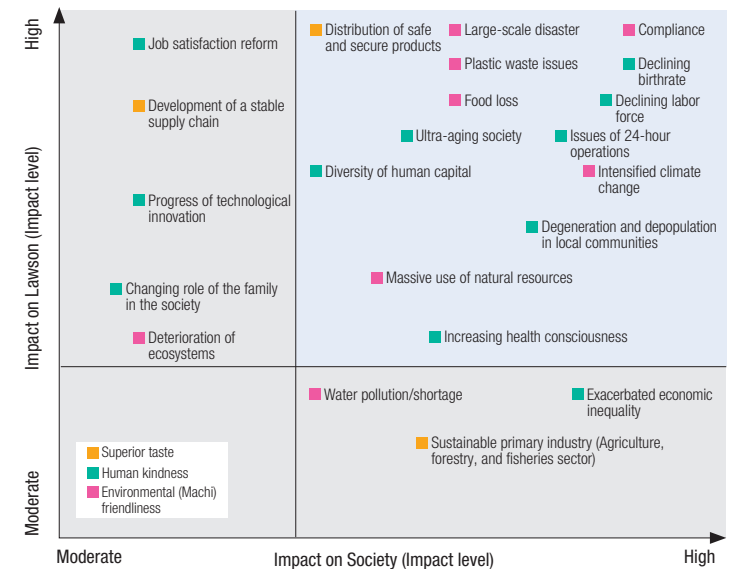 High
Impact on Lawson (Impact level)
Moderate
Job satisfaction reform
Development of a stable
supply chain
Progress of technological
innovation
Changing role of the family
in the society
Deterioration of
ecosystems
Distribution of safe
and secure products
Large-scale disaster
Compliance
Plastic waste issues
Declining
birthrate
Food loss
Declining labor
force
Ultra-aging society
Issues of 24-hour
operations
Diversity of human capital
Intensified climate
change
Degeneration and depopulation
in local communities
Massive use of natural resources
Increasing health consciousness
Water pollution/shortage
Exacerbated economic
inequality
Sustainable primary industry (Agriculture,
forestry, and fisheries sector)
Superior taste
Human kindness
Environmental (Machi)
friendliness
Moderate
Impact on Society (Impact level)
High